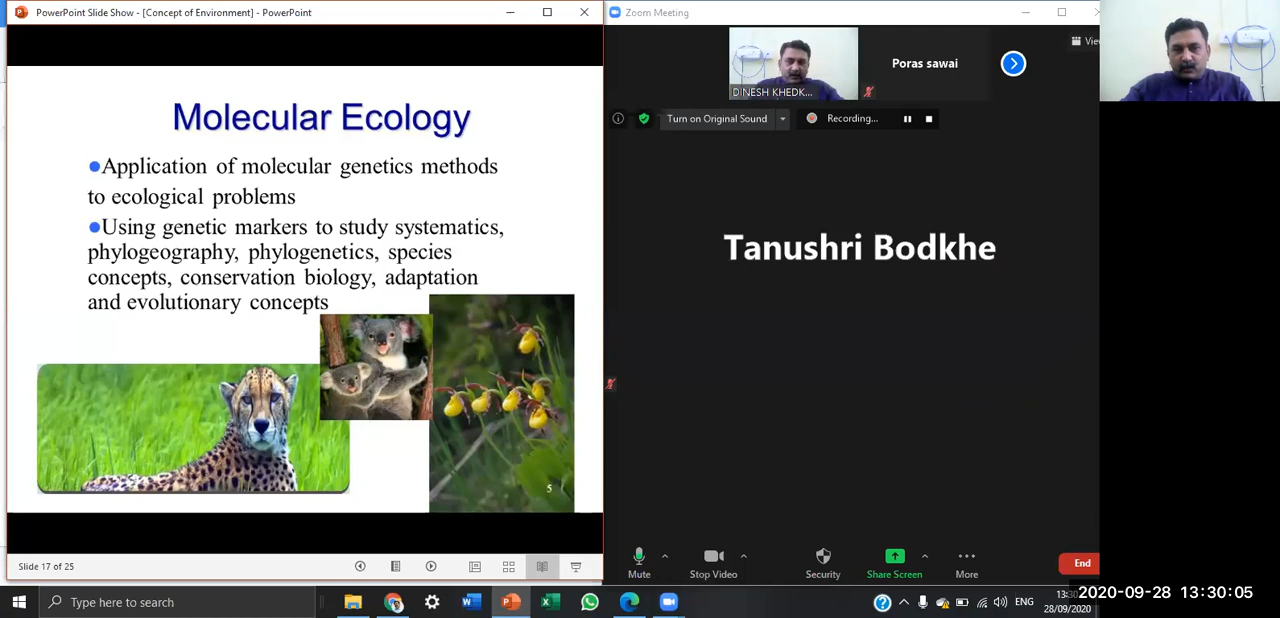 PowerPoint Slide Show - [Concept of Environment] - PowerPoint
Molecular Ecology
Application of molecular genetics methods
to ecological problems
Using genetic markers to study systematics,
phylogeography, phylogenetics, species
concepts, conservation biology, adaptation
and evolutionary concepts
5
Slide 17 of 25
Zoom Meeting
DINESH KHEDK...
Poras sawai
Turn on Original Sound
Recording...
Tanushri Bodkhe
Mute
Stop Video
Security
Share Screen
More
End
Type here to search
ENG
28/09/2020
2020-09-28 13:30:05